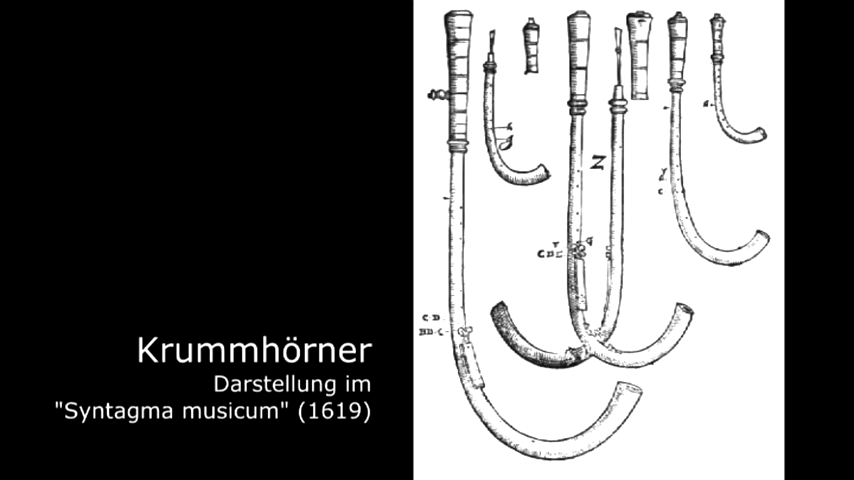 Krummhörner
Darstellung im
"Syntagma musicum" (1619)
Z